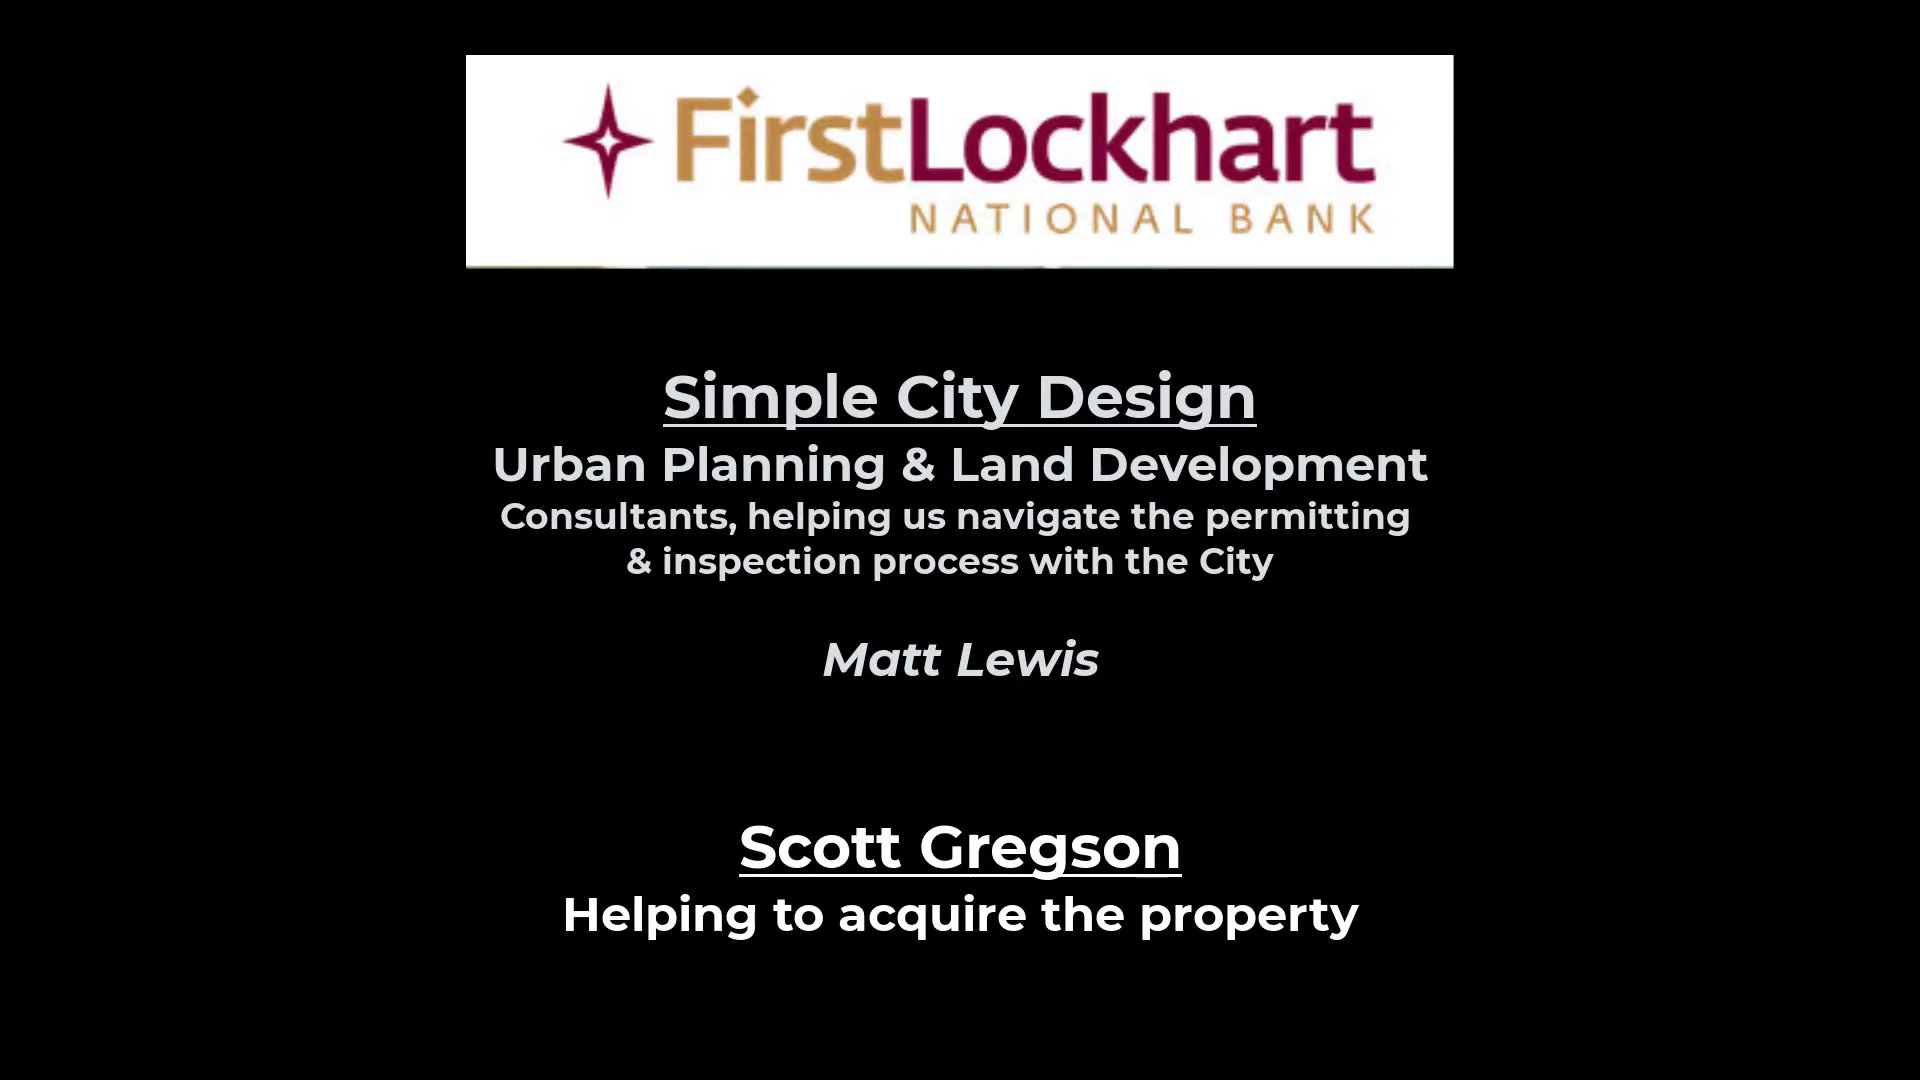 FirstLockhart
NATIONAL BANK
Simple City Design
Urban Planning & Land Development
Consultants, helping us navigate the permitting
& inspection process with the City
Matt Lewis
Scott Gregson
Helping to acquire the property